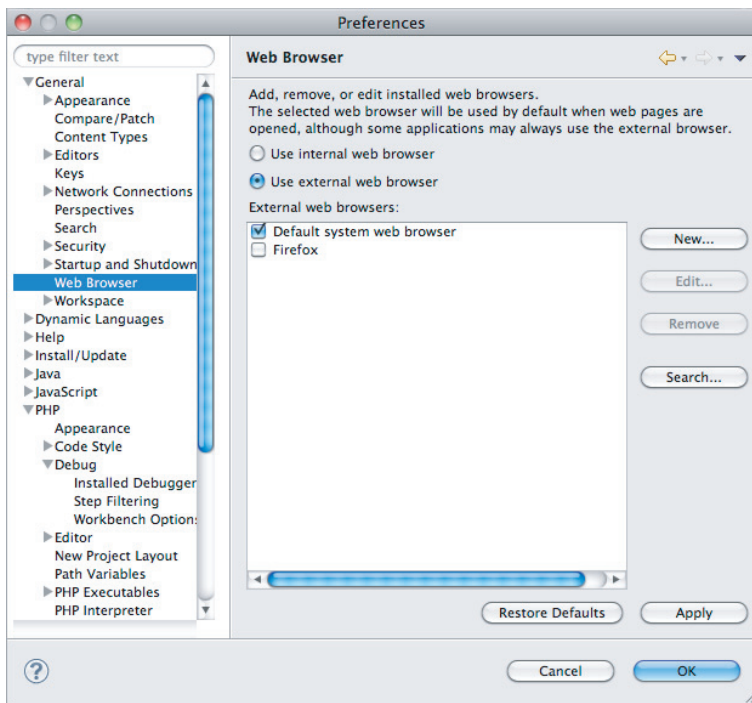 Preferences
type filter text
General
Appearance
Compare/Patch
Content Types
Editors
Keys
Network Connections
Perspectives
Search
Security
Startup and Shutdown
Web Browser
Workspace
Dynamic Languages
Help
Install/Update
Java
JavaScript
PHP
Appearance
Code Style
Debug
Installed Debugger
Step Filtering
Workbench Option
Editor
New Project Layout
Path Variables
PHP Executables
PHP Interpreter
Web Browser
Add, remove, or edit installed web browsers.
The selected web browser will be used by default when web pages are
opened, although some applications may always use the external browser.
Use internal web browser
Use external web browser
External web browsers:
Default system web browser
Firefox
New...
Edit...
Remove
Search...
Restore Defaults
Apply
?
Cancel
OK